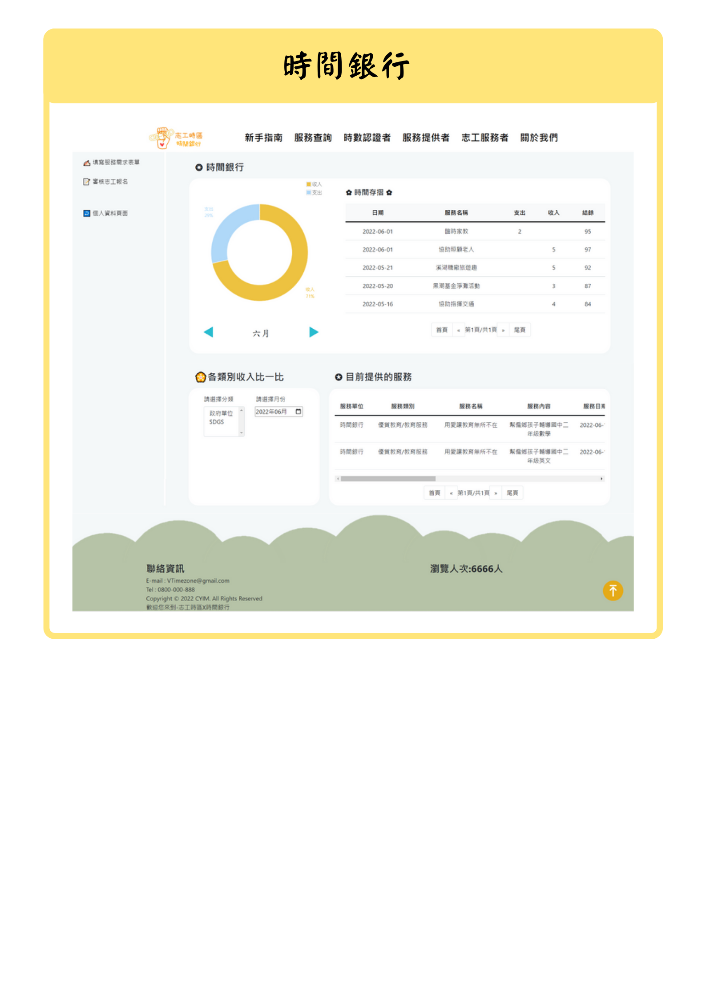 時間銀行
志工時區
時間銀行
新手指南 服務查詢 時數認證者 服務提供者 志工服務者 關於我們
填寫服務需求表單
審核志工報名
個人資料頁面
時間銀行
收入
支出
支出
29%
收入
71%
六月
時間存摺
日期 服務名稱 支出 收入 結餘
2022-06-01 臨時家教 2 95
2022-06-01 協助照顧老人 5 97
2022-05-21 溪湖糖廠旅遊趣 5 92
2022-05-20 黑潮基金淨灘活動 3 87
2022-05-16 協助指揮交通 4 84
首頁 « 第1頁/共1頁 » 尾頁
各類別收入比一比
請選擇分類 請選擇月份
政府單位
SDGS
2022年06月
目前提供的服務
服務單位 服務類別 服務名稱 服務內容 服務日期
時間銀行 優質教育/教育服務 用愛讓教育無所不在 幫偏鄉孩子輔導國中二 2022-06-
年級數學
時間銀行 優質教育/教育服務 用愛讓教育無所不在 幫偏鄉孩子輔導國中二 2022-06-
年級英文
首頁 « 第1頁/共1頁 » 尾頁
聯絡資訊
E-mail : VTimezone@gmail.com
Tel : 0800-000-888
Copyright © 2022 CYIM. All Rights Reserved
歡迎您來到-志工時區X時間銀行
瀏覽人次:6666人